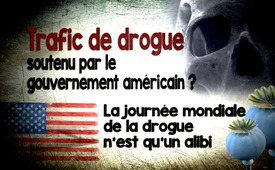 Trafic de drogue
soutenu par le
gouvernement américain ?
La journée mondiale
de la drogue
n'est qu'un alibi